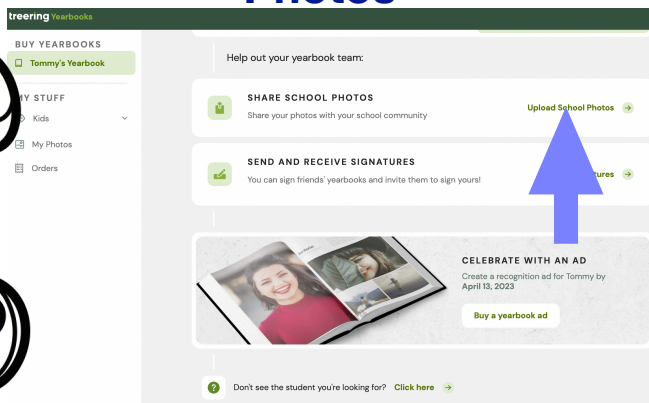 Photos
treering Yearbooks
BUY YEARBOOKS
Tommy's Yearbook
MY STUFF
Kids
My Photos
Orders
Help out your yearbook team:
SHARE SCHOOL PHOTOS
Share your photos with your school community
Upload School Photos
SEND AND RECEIVE SIGNATURES
You can sign friends' yearbooks and invite them to sign yours!
CELEBRATE WITH AN AD
Create a recognition ad for Tommy by
April 13, 2023
Buy a yearbook ad
Don't see the student you're looking for? Click here